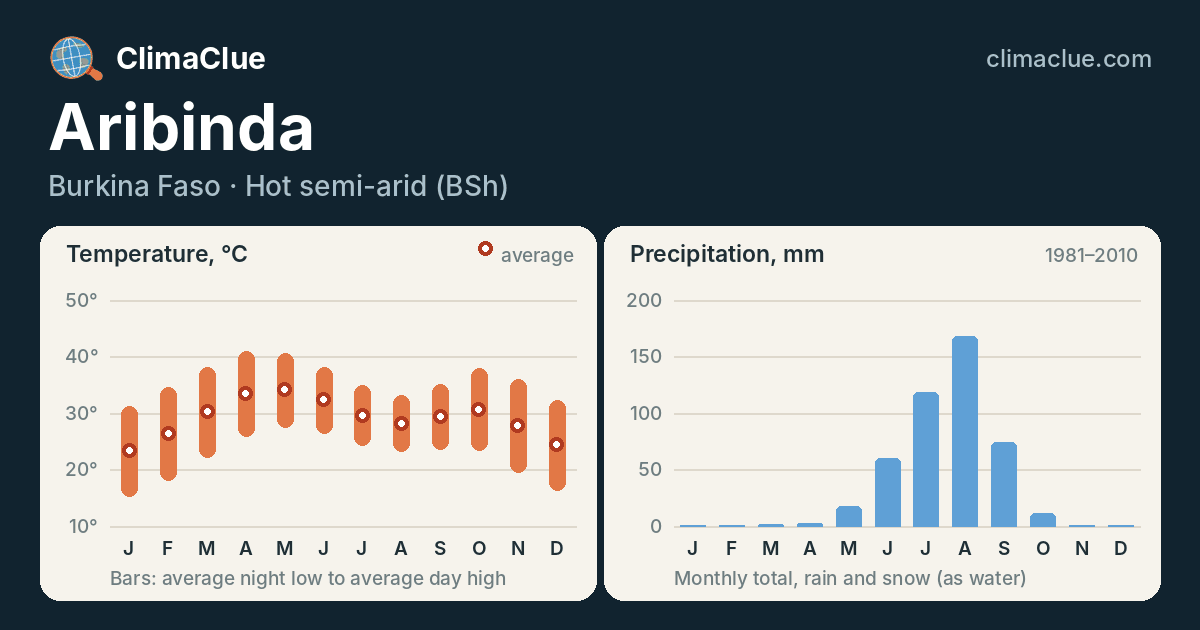 ClimaClue
climaclue.com
Aribinda
Burkina Faso · Hot semi-arid (BSh)
Temperature, °C
average
50°
40°
30°
20°
10°
J F M A M J J A S O N D
Bars: average night low to average day high
Precipitation, mm
1981–2010
200
150
100
50
0
J F M A M J J A S O N D
Monthly total, rain and snow (as water)